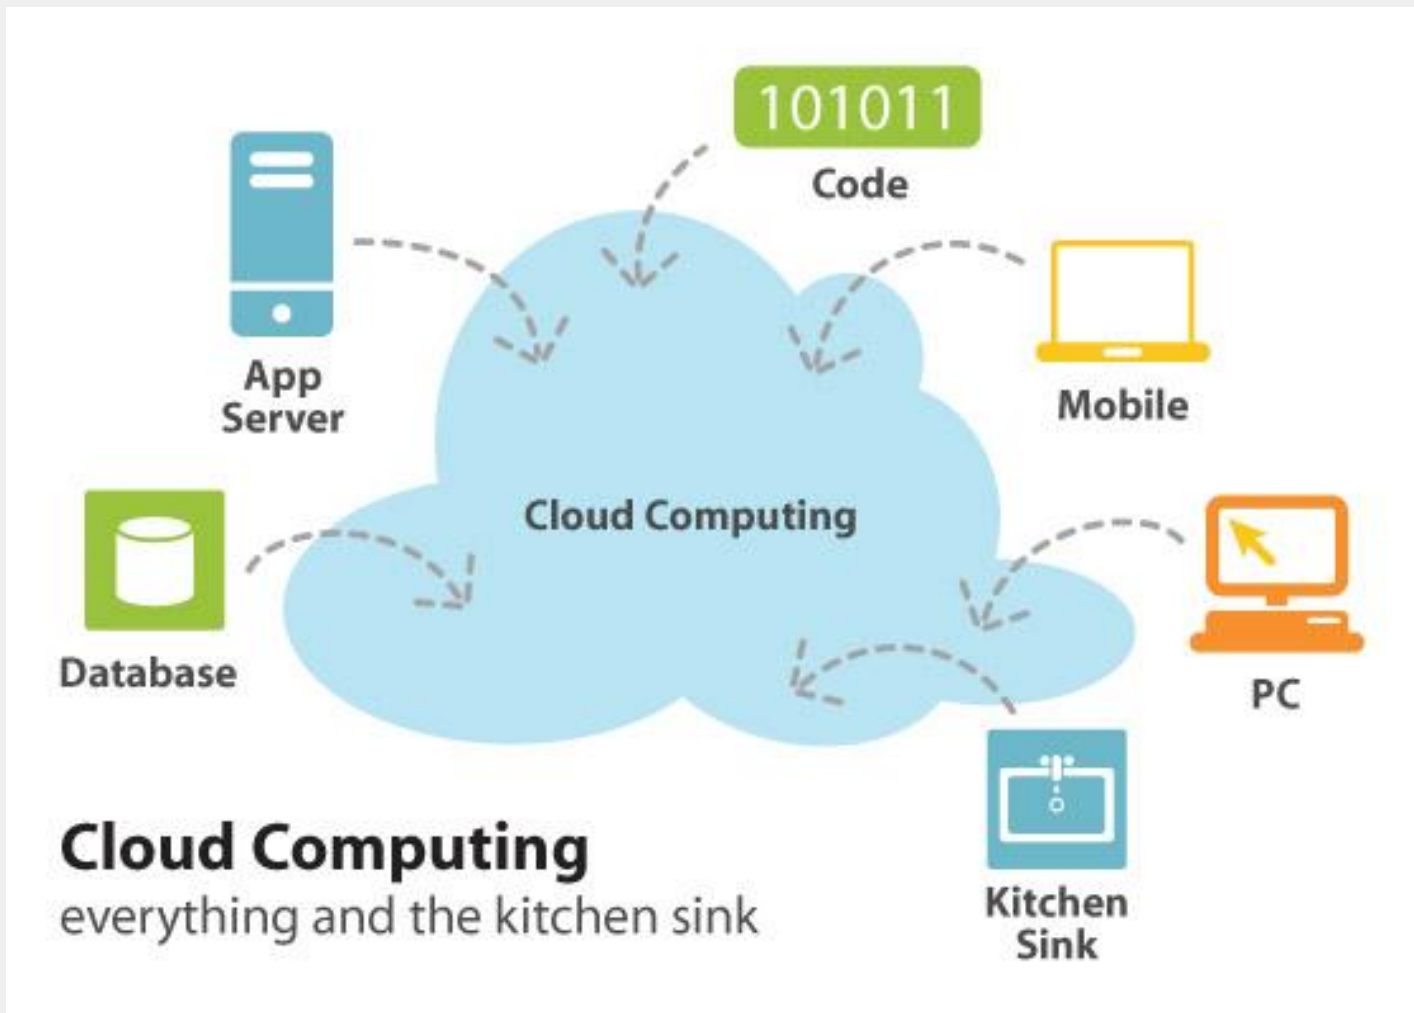 101011
Code
App
Server
Mobile
Cloud Computing
Database
PC
Kitchen
Sink
Cloud Computing
everything and the kitchen sink